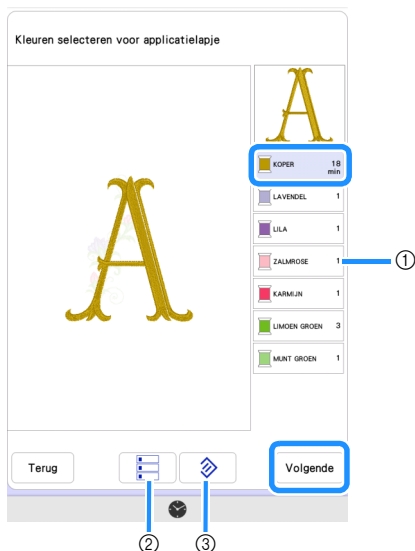 Kleuren selecteren voor applicatielapje
KOPER 18
min
LAVENDEL 1
LILA 1
ZALMROSE 1
①
KARMIJN 1
LIMOEN GROEN 3
MUNT GROEN 1
Terug
Volgende
② ③